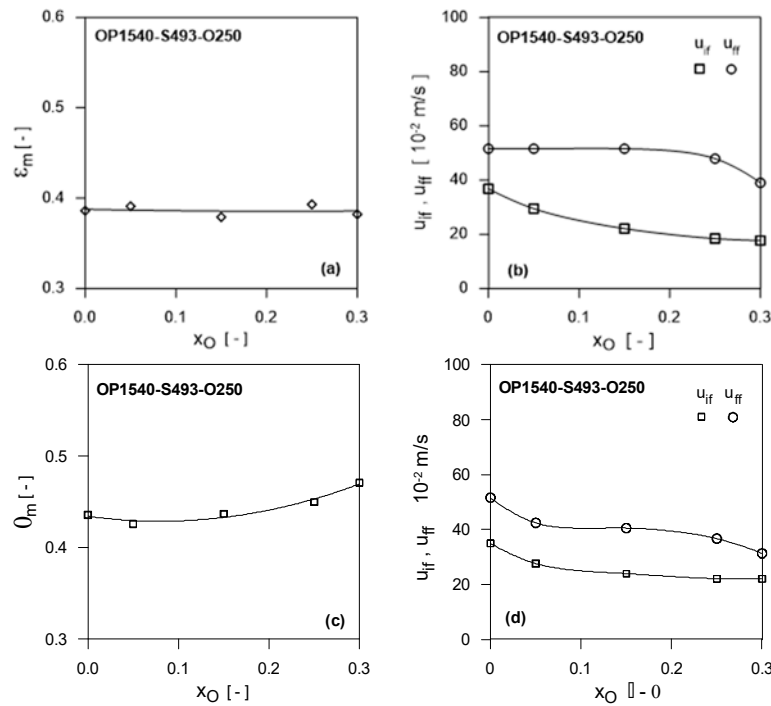 OP1540-S493-O250
0.6
0.5
0.4
0.3
εm [-]
(a)
0.0
0.1
0.2
0.3
xO [-]
OP1540-S493-O250
uif uff
100
80
60
40
20
0
uif , uff [ 10-2 m/s]
(b)
0
0.1
0.2
0.3
xO [-]
OP1540-S493-O250
0.6
0.5
0.4
0.3
0m [-]
(c)
0.0
0.1
0.2
0.3
xO [-]
OP1540-S493-O250
uif uff
100
80
60
40
20
0
uif , uff 10-2 m/s
(d)
0
0.1
0.2
0.3
xO ▯ - 0